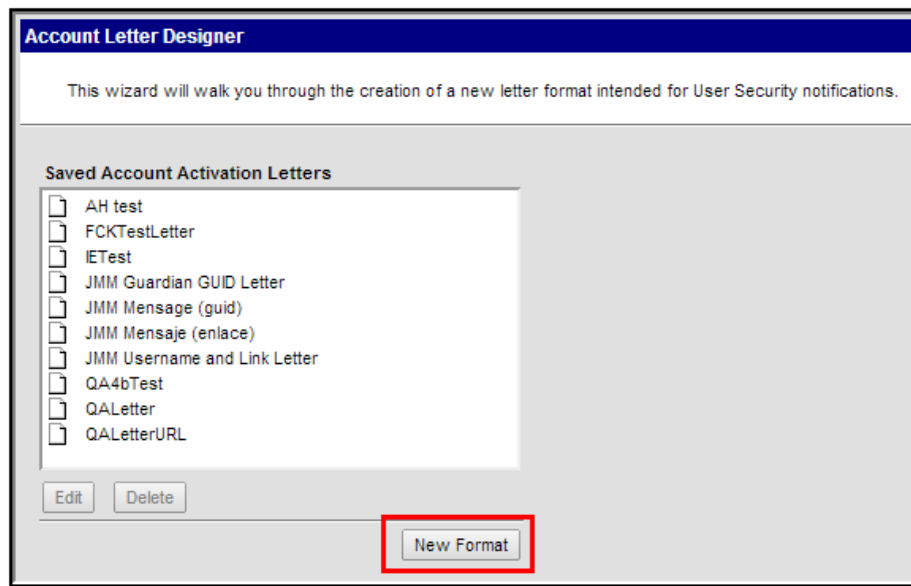 Account Letter Designer
This wizard will walk you through the creation of a new letter format intended for User Security notifications.
Saved Account Activation Letters
AH test
FCKTestLetter
IETest
JMM Guardian GUID Letter
JMM Mensage (guid)
JMM Mensaje (enlace)
JMM Username and Link Letter
QA4bTest
QALetter
QALetterURL
Edit Delete
New Format